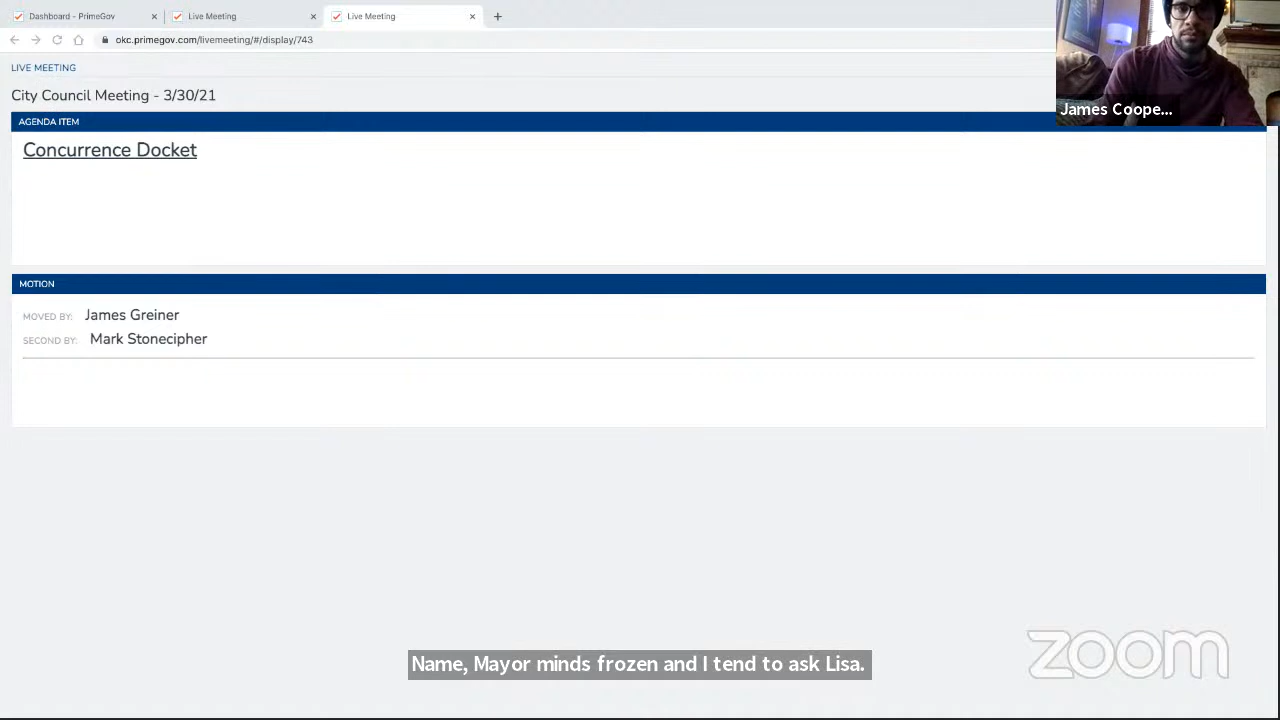 Dashboard - PrimeGov
Live Meeting
Live Meeting
okc.primegov.com/livemeeting/#/display/743
LIVE MEETING
City Council Meeting - 3/30/21
James Coope...
AGENDA ITEM
Concurrence Docket
MOTION
MOVED BY: James Greiner
SECOND BY: Mark Stonecipher
Name, Mayor minds frozen and I tend to ask Lisa.
zoom